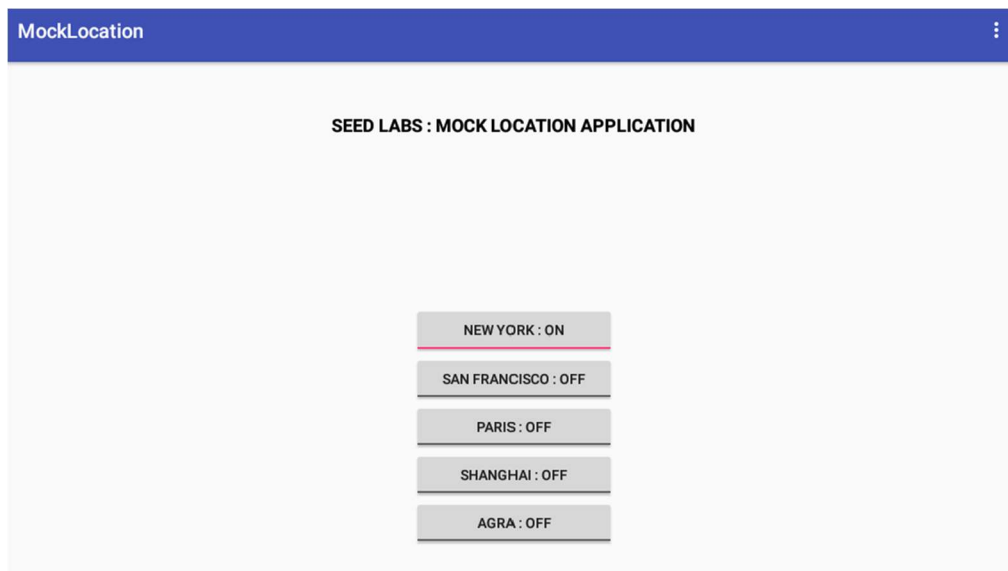 MockLocation
SEED LABS : MOCK LOCATION APPLICATION
NEW YORK : ON
SAN FRANCISCO : OFF
PARIS : OFF
SHANGHAI : OFF
AGRA : OFF